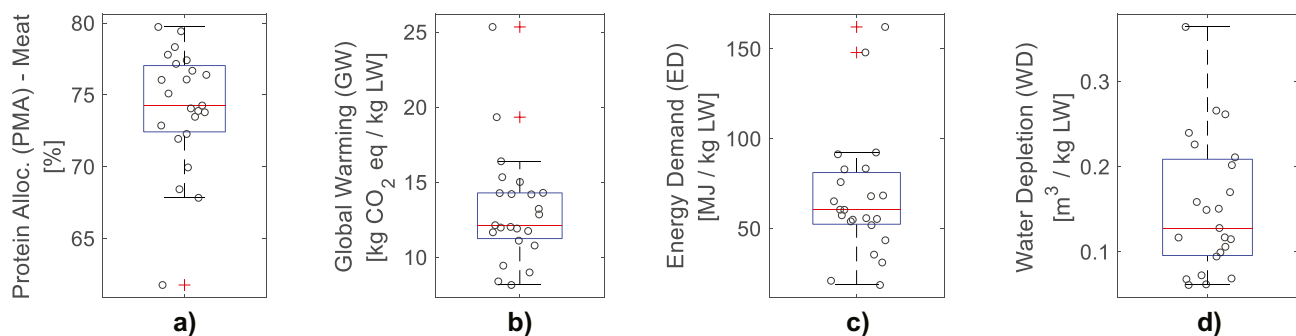 Protein Alloc. (PMA) - Meat
[%]
80
75
70
65
a)
Global Warming (GW)
[kg CO2 eq / kg LW]
25
20
15
10
b)
Energy Demand (ED)
[MJ / kg LW]
150
100
50
c)
Water Depletion (WD)
[m³ / kg LW]
0.3
0.2
0.1
d)